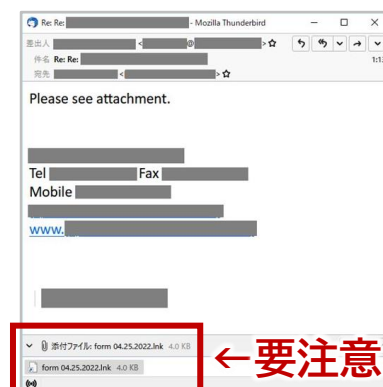 Re: Re: - Mozilla Thunderbird
差出人 < @ >
件名 Re: Re:
宛先 < >
Please see attachment.
Tel Fax
Mobile
www.
添付ファイル: form 04.25.2022.lnk 4.0 KB
←要注意
form 04.25.2022.lnk 4.0 KB